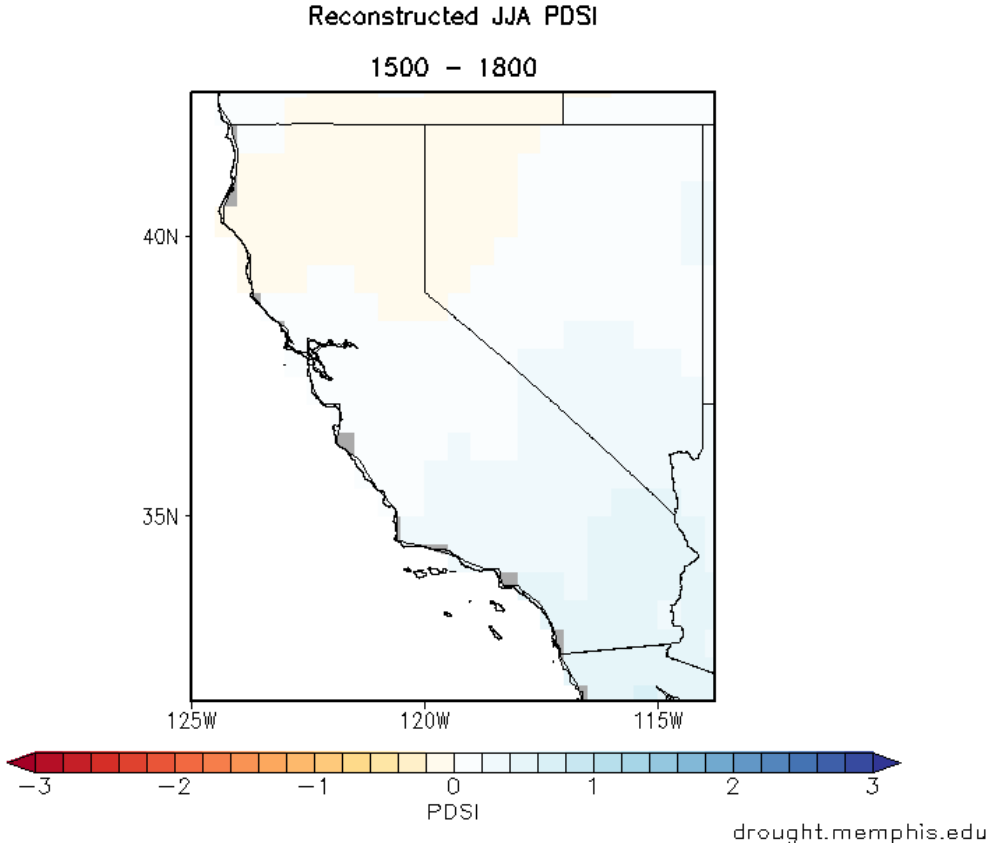 Reconstructed JJA PDSI
1500 – 1800
40N
35N
125W 120W 115W
−3 −2 −1 0 1 2 3
PDSI
drought.memphis.edu